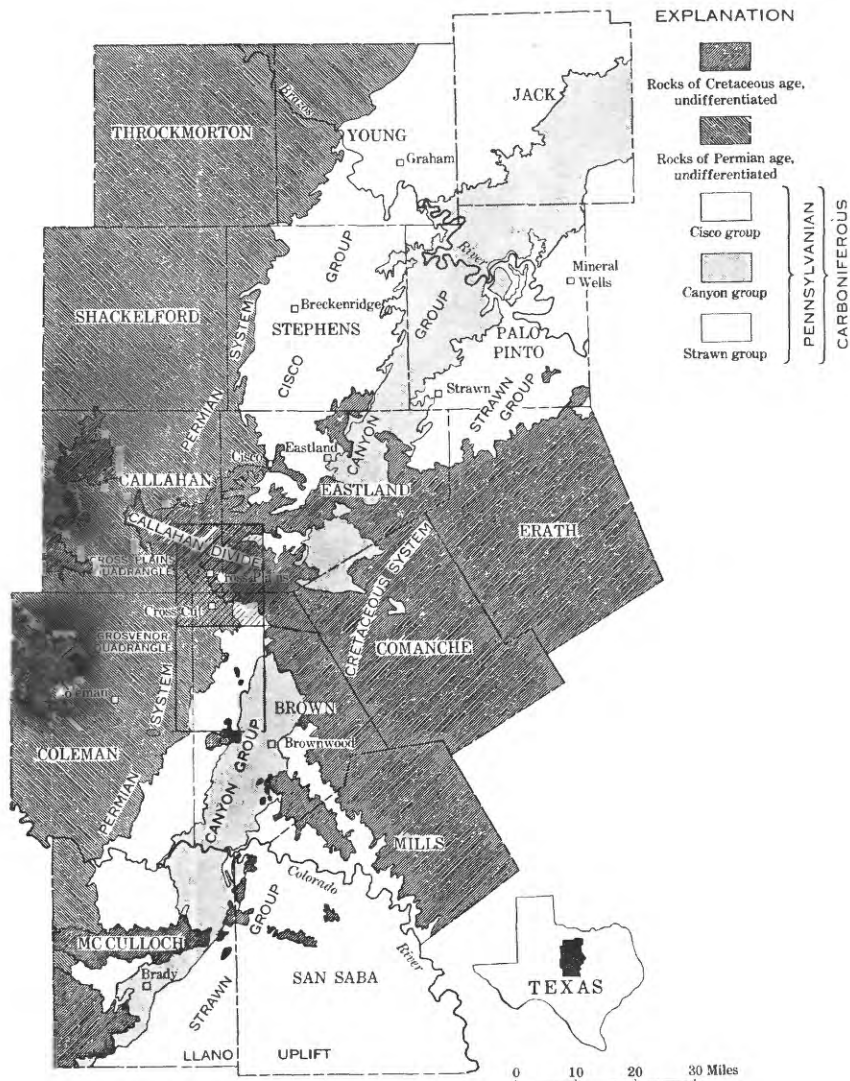 EXPLANATION
Rocks of Cretaceous age,
undifferentiated
Rocks of Permian age,
undifferentiated
Cisco group
Canyon group
Strawn group
PENNSYLVANIAN
CARBONIFEROUS
JACK
THROCKMORTON
Brazos
YOUNG
Graham
River
Mineral
Wells
SHACKELFORD
PERMIAN SYSTEM
Breckenridge
STEPHENS
CISCO GROUP
CANYON GROUP
PALO
PINTO
Strawn
STRAWN GROUP
Cisco
Eastland
CALLAHAN
EASTLAND
CALLAHAN DIVIDE
ERATH
CROSS PLAINS
QUADRANGLE
Cross Plains
Cross Cut
CRETACEOUS SYSTEM
GROSVENOR
QUADRANGLE
COMANCHE
Coleman
BROWN
Brownwood
COLEMAN
PERMIAN SYSTEM
CANYON GROUP
MILLS
Colorado
River
STRAWN GROUP
MC CULLOCH
Brady
SAN SABA
TEXAS
LLANO UPLIFT
0 10 20 30 Miles